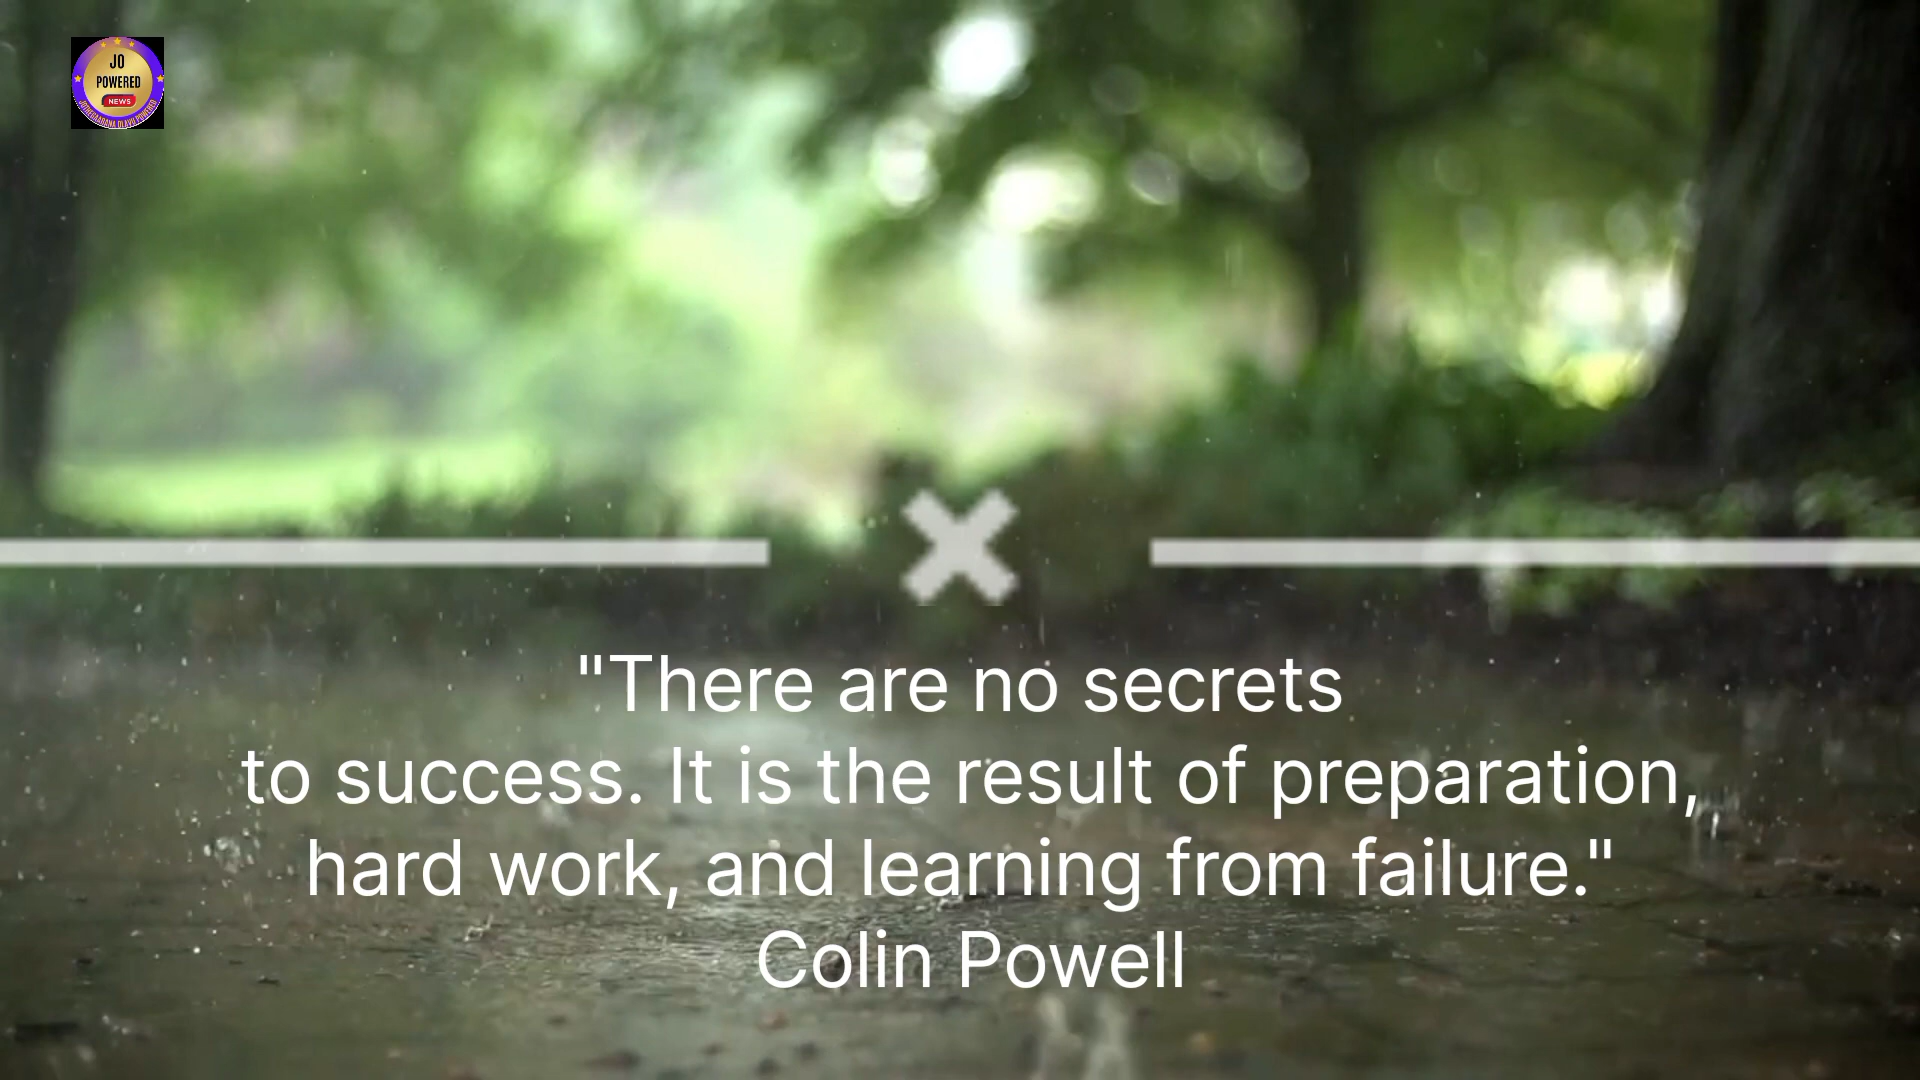 JO
POWERED
NEWS
"There are no secrets
to success. It is the result of preparation,
hard work, and learning from failure."
Colin Powell